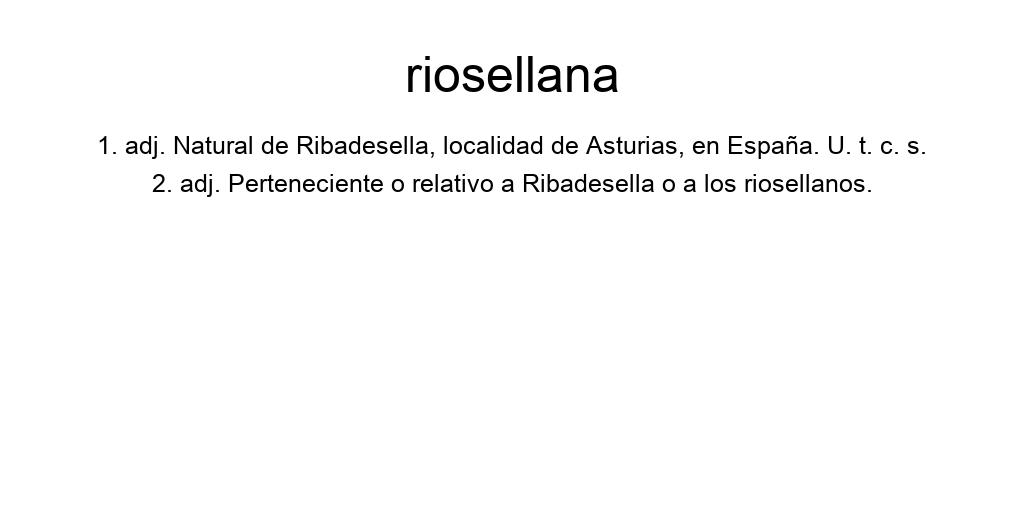 riosellana
1. adj. Natural de Ribadesella, localidad de Asturias, en España. U. t. c. s.
2. adj. Perteneciente o relativo a Ribadesella o a los riosellanos.